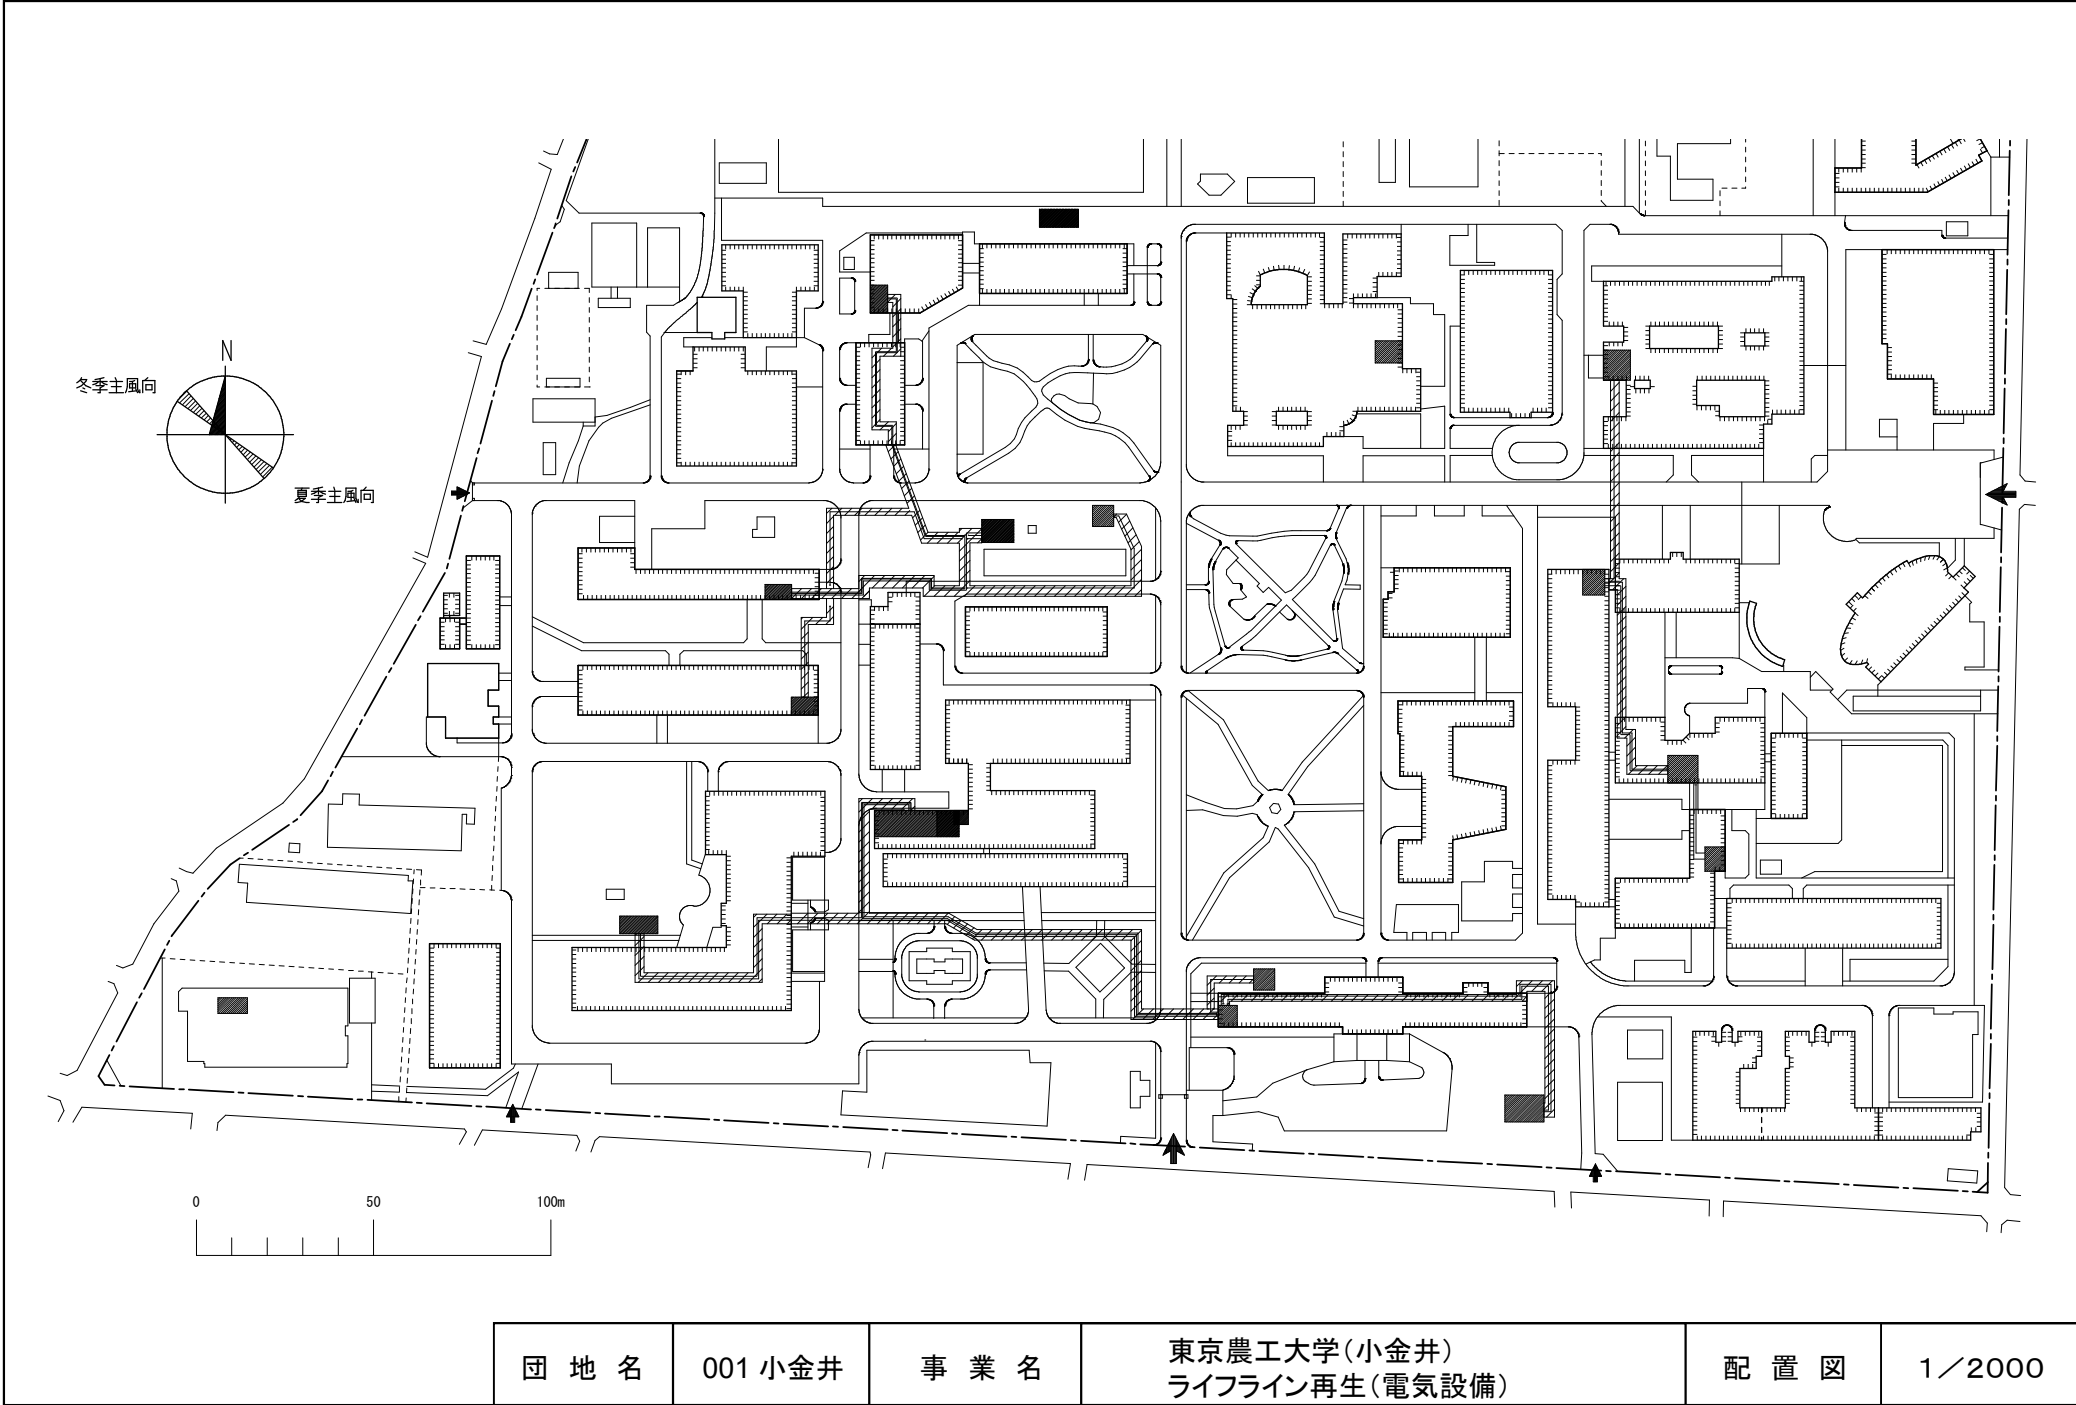 N
冬季主風向
夏季主風向
0 50 100m
団地名 001 小金井 事業名 東京農工大学（小金井）
ライフライン再生（電気設備） 配置図 1／2000